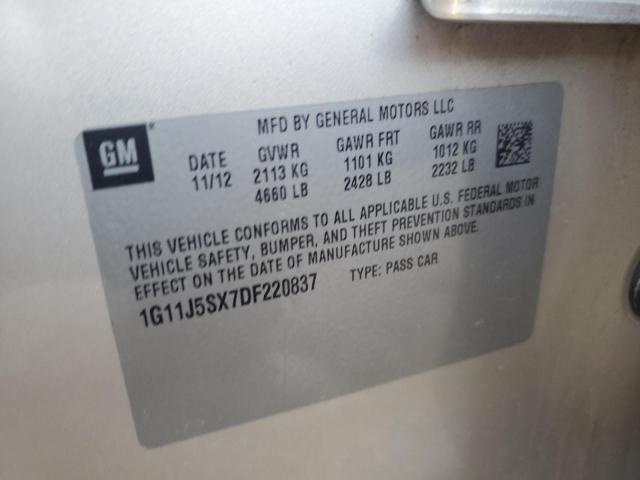 GM
MFD BY GENERAL MOTORS LLC
DATE GVWR GAWR FRT GAWR RR
11/12 2113 KG 1101 KG 1012 KG
4660 LB 2428 LB 2232 LB
THIS VEHICLE CONFORMS TO ALL APPLICABLE U.S. FEDERAL MOTOR
VEHICLE SAFETY, BUMPER, AND THEFT PREVENTION STANDARDS IN
EFFECT ON THE DATE OF MANUFACTURE SHOWN ABOVE.
1G11J5SX7DF220837 TYPE: PASS CAR